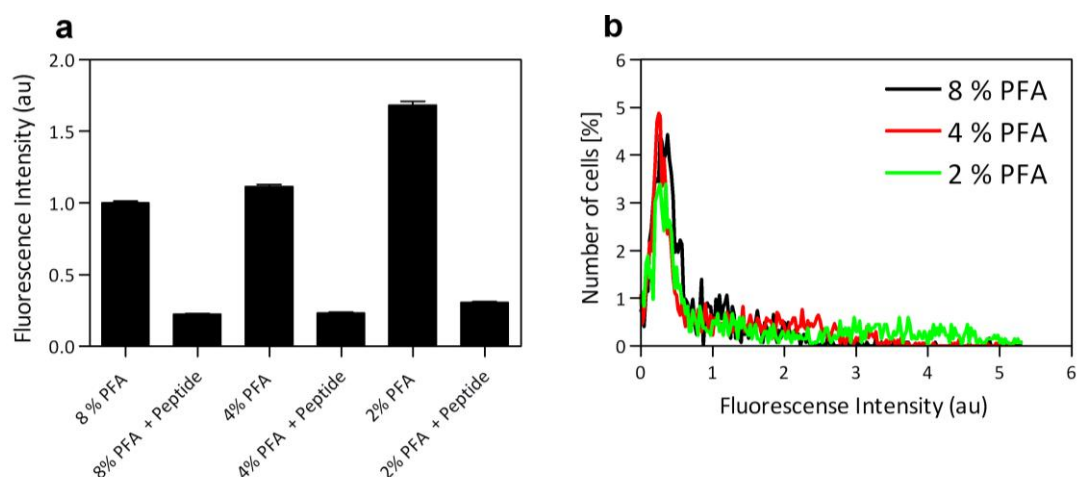 a
Fluorescence Intensity (au)
2.0
1.5
1.0
0.5
0.0
8 % PFA
8% PFA + Peptide
4% PFA
4% PFA + Peptide
2% PFA
2% PFA + Peptide
b
Number of cells [%]
6
5
4
3
2
1
0
8 % PFA
4 % PFA
2 % PFA
0 1 2 3 4 5 6
Fluorescense Intensity (au)